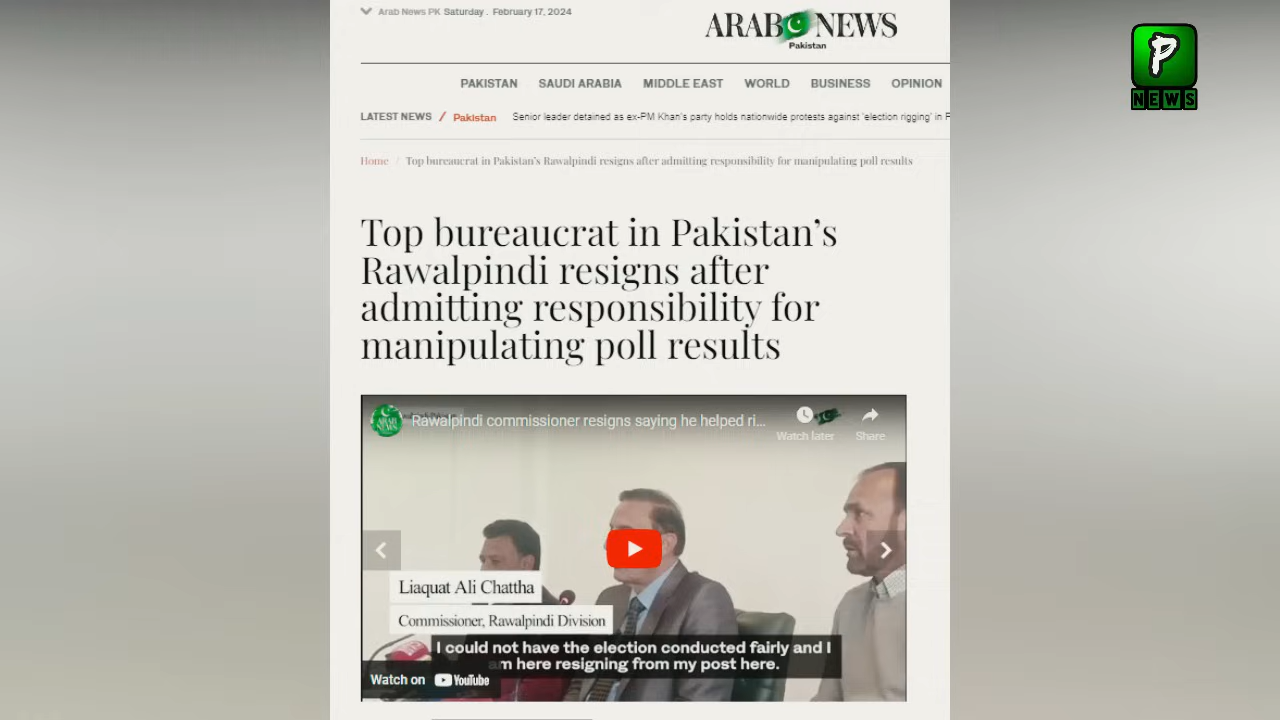 Arab News PK Saturday . February 17, 2024
ARAB NEWS
Pakistan
P
NEWS
PAKISTAN SAUDI ARABIA MIDDLE EAST WORLD BUSINESS OPINION
LATEST NEWS / Pakistan Senior leader detained as ex-PM Khan's party holds nationwide protests against 'election rigging' in P
Home / Top bureaucrat in Pakistan's Rawalpindi resigns after admitting responsibility for manipulating poll results
Top bureaucrat in Pakistan's
Rawalpindi resigns after
admitting responsibility for
manipulating poll results
ARAB NEWS
Rawalpindi commissioner resigns saying he helped ri...
Watch later Share
Liaquat Ali Chattha
Commissioner, Rawalpindi Division
I could not have the election conducted fairly and I
am here resigning from my post here.
Watch on YouTube